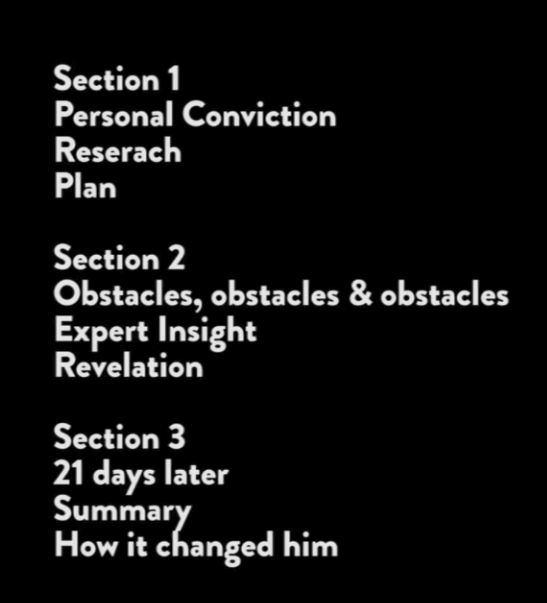 Section 1
Personal Conviction
Reserach
Plan
Section 2
Obstacles, obstacles & obstacles
Expert Insight
Revelation
Section 3
21 days later
Summary
How it changed him